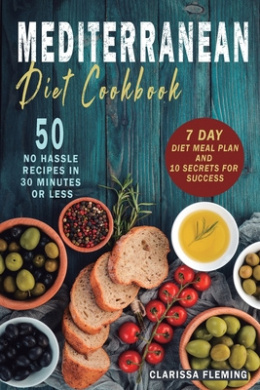 MEDITERRANEAN
Diet Cookbook
50
NO HASSLE
RECIPES IN
30 MINUTES
OR LESS
7 DAY
DIET MEAL PLAN
AND
10 SECRETS FOR
SUCCESS
CLARISSA FLEMING